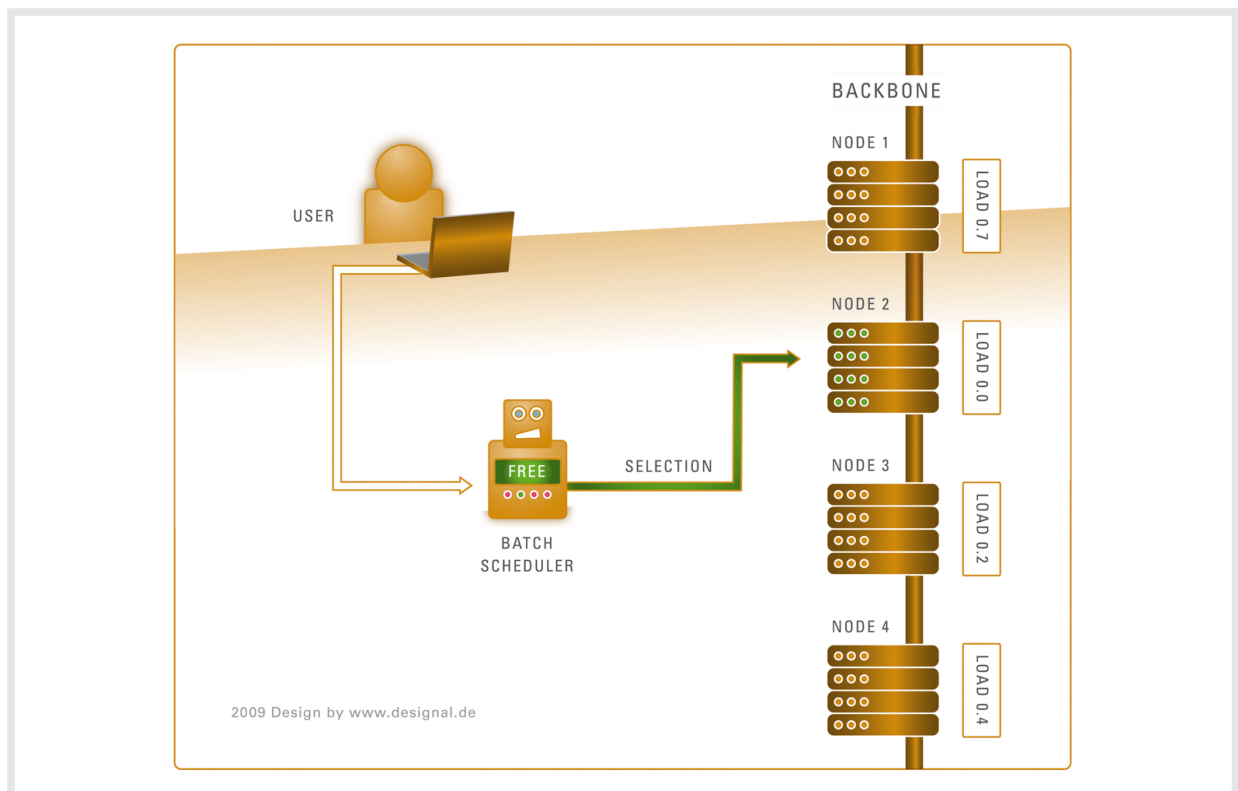 BACKBONE
NODE 1
LOAD 0.7
USER
NODE 2
LOAD 0.0
FREE
SELECTION
BATCH
SCHEDULER
NODE 3
LOAD 0.2
NODE 4
LOAD 0.4
2009 Design by www.designal.de